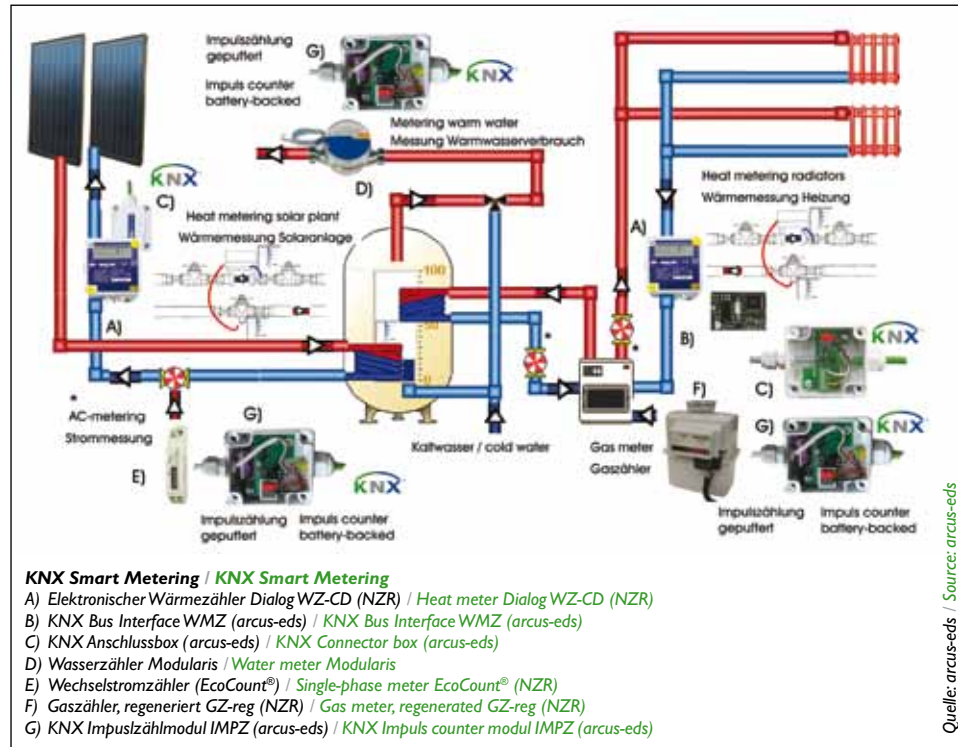 Impulszählung
gepuffert
G)
KNX
Impuls counter
battery-backed
Metering warm water
Messung Warmwasserverbrauch
D)
KNX
C)
Heat metering solar plant
Wärmemessung Solaranlage
A)
Heat metering radiators
Wärmemessung Heizung
A)
B)
KNX
C)
100
50
0
*
AC-metering
Strommessung
E)
G)
KNX
Impulszählung
gepuffert
Impuls counter
battery-backed
Kaltwasser / cold water
*
*
Gas meter
Gaszähler
F)
G)
KNX
Impulszählung
gepuffert
Impuls counter
battery-backed
KNX Smart Metering / KNX Smart Metering
A) Elektronischer Wärmezähler Dialog WZ-CD (NZR) / Heat meter Dialog WZ-CD (NZR)
B) KNX Bus Interface WMZ (arcus-eds) / KNX Bus Interface WMZ (arcus-eds)
C) KNX Anschlussbox (arcus-eds) / KNX Connector box (arcus-eds)
D) Wasserzähler Modularis / Water meter Modularis
E) Wechselstromzähler (EcoCount®) / Single-phase meter EcoCount® (NZR)
F) Gaszähler, regeneriert GZ-reg (NZR) / Gas meter, regenerated GZ-reg (NZR)
G) KNX Impuslzählmodul IMPZ (arcus-eds) / KNX Impuls counter modul IMPZ (arcus-eds)
Quelle: arcus-eds / Source: arcus-eds